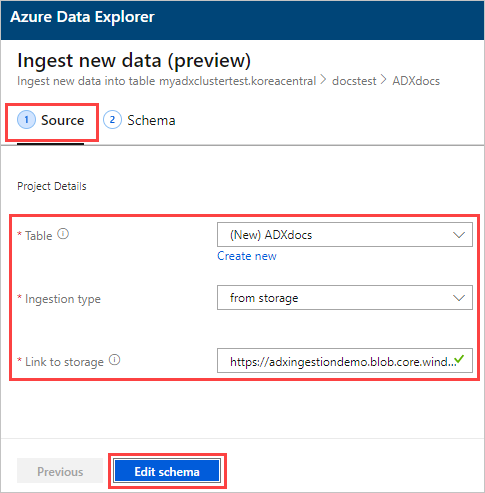 Azure Data Explorer
Ingest new data (preview)
Ingest new data into table myadxclustertest.koreacentral > docstest > ADXdocs
1 Source 2 Schema
Project Details
* Table (New) ADXdocs
Create new
* Ingestion type from storage
* Link to storage https://adxingestiondemo.blob.core.wind...
Previous Edit schema